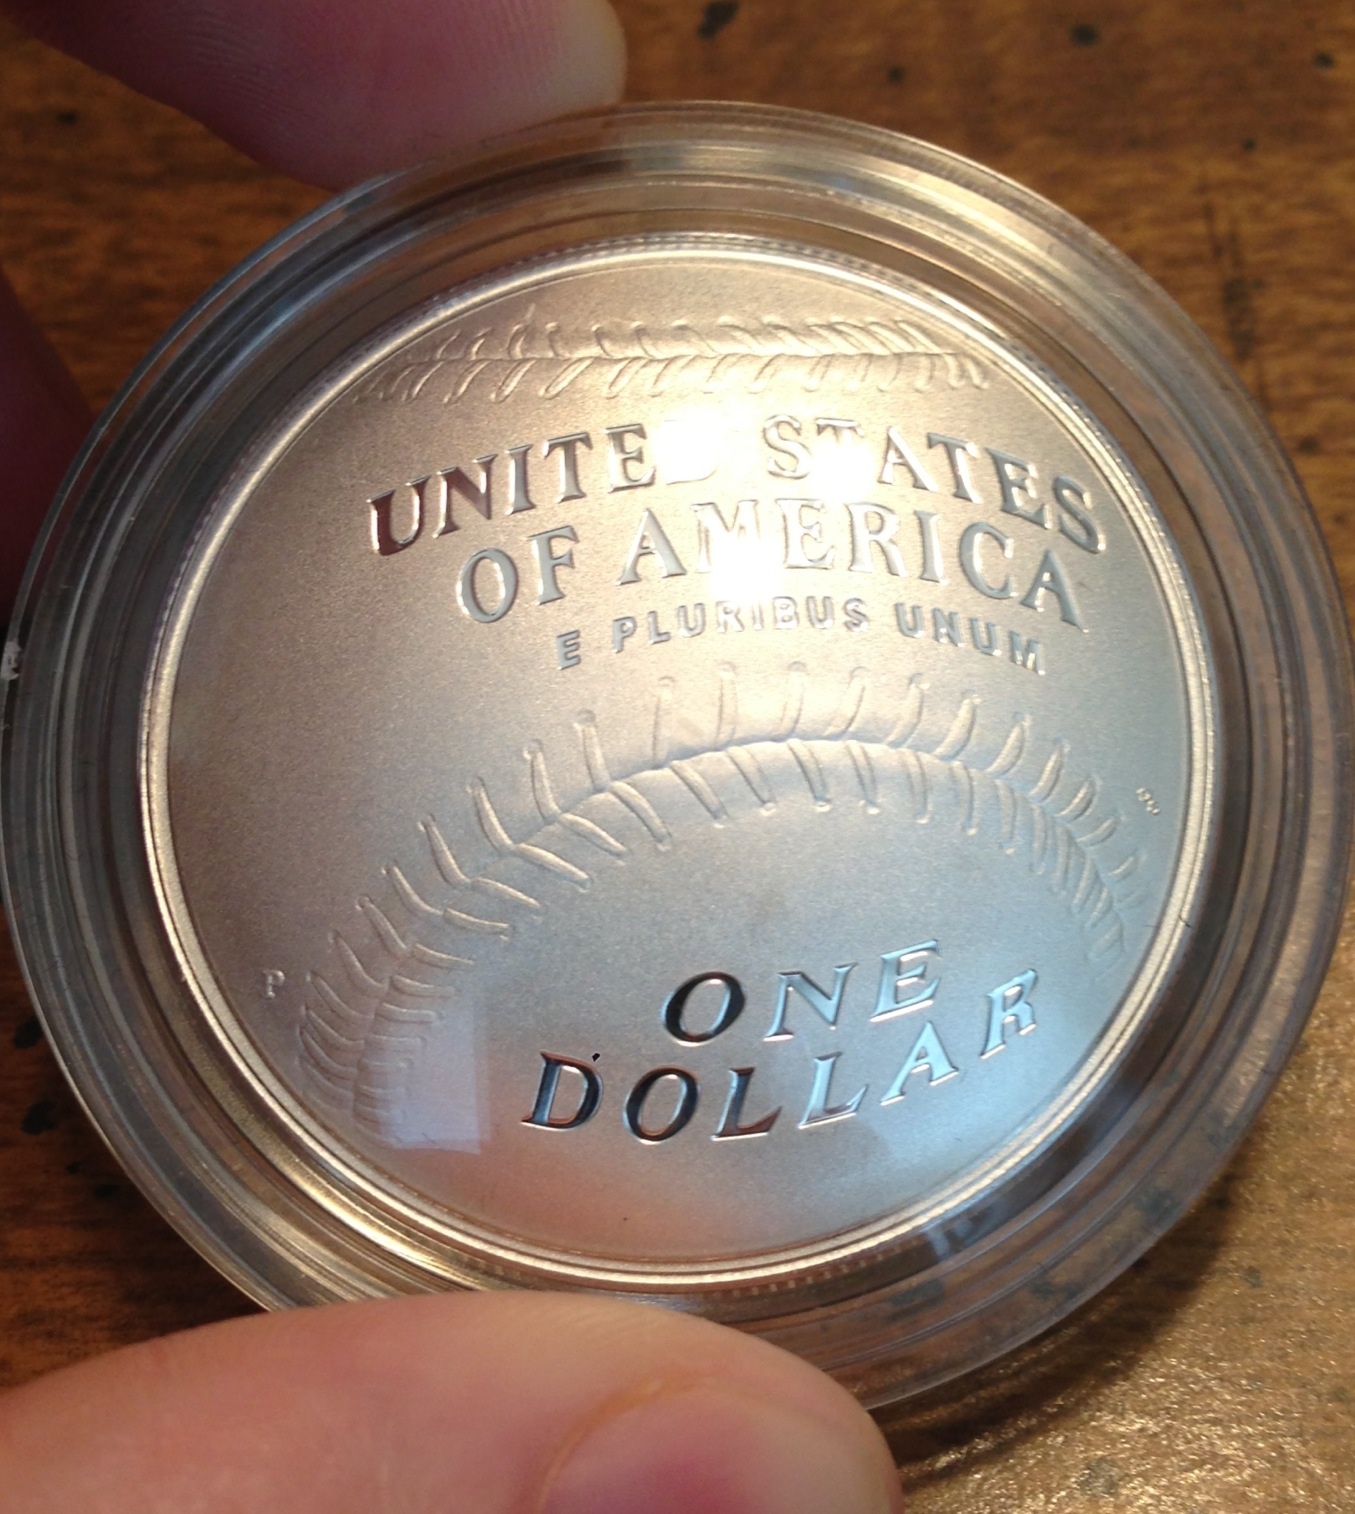 UNITED STATES
OF AMERICA
E PLURIBUS UNUM
P
ONE
DOLLAR